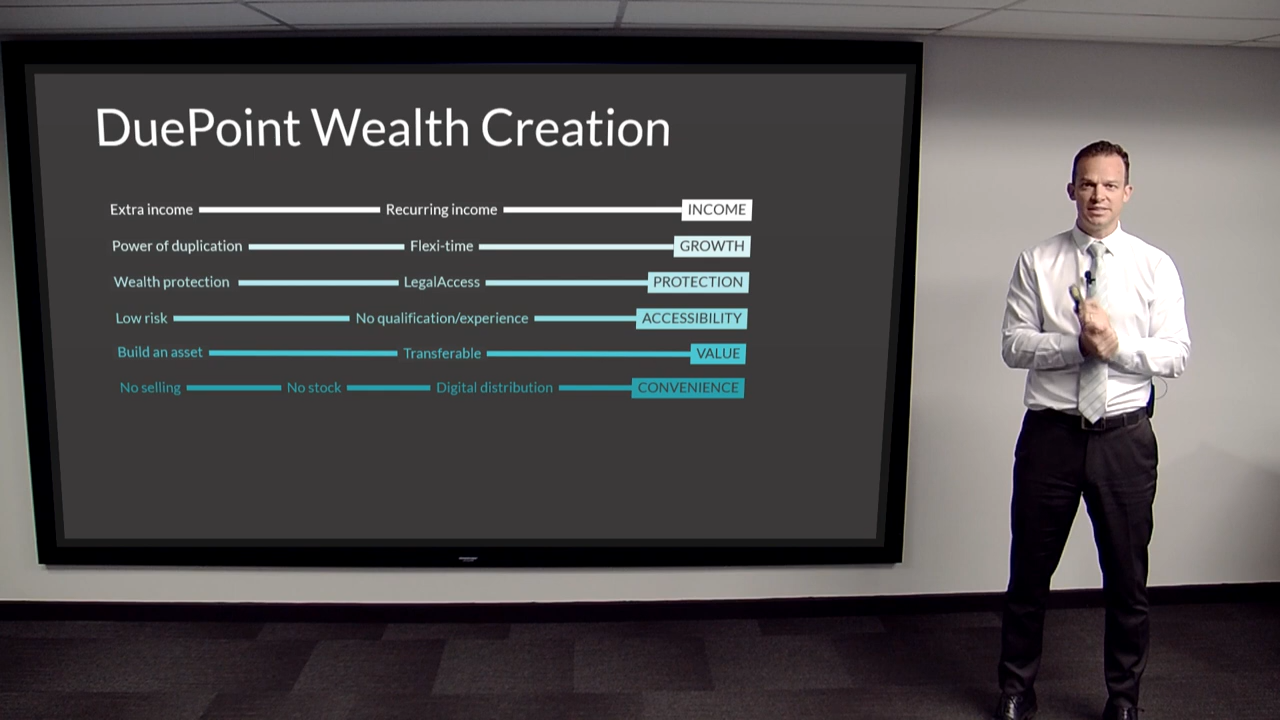 DuePoint Wealth Creation
Extra income Recurring income INCOME
Power of duplication Flexi-time GROWTH
Wealth protection LegalAccess PROTECTION
Low risk No qualification/experience ACCESSIBILITY
Build an asset Transferable VALUE
No selling No stock Digital distribution CONVENIENCE